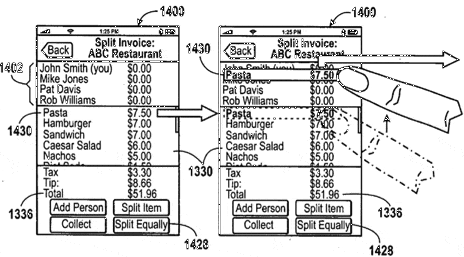 1400
1:25 PM
Back
Split Invoice:
ABC Restaurant
1402
John Smith (you) $0.00
Mike Jones $0.00
Pat Davis $0.00
Rob Williams $0.00
1430
Pasta $7.50
Hamburger $7.00
Sandwich $7.00
Caesar Salad $6.00
Nachos $5.00
1330
Tax $3.30
Tip: $8.66
1336
Total $51.96
Add Person Split Item
Collect Split Equally
1428
1400
1:25 PM
1430
Back
Split Invoice:
ABC Restaurant
John Smith (you) $0.00
Pasta $7.50
Pat Davis $0.00
Rob Williams $0.00
Pasta $7.50
Hamburger $7.00
Sandwich $7.00
Caesar Salad $6.00
Nachos $5.00
Tax $3.30
Tip: $8.66
Total $51.96
1336
Add Person Split Item
Collect Split Equally
1428